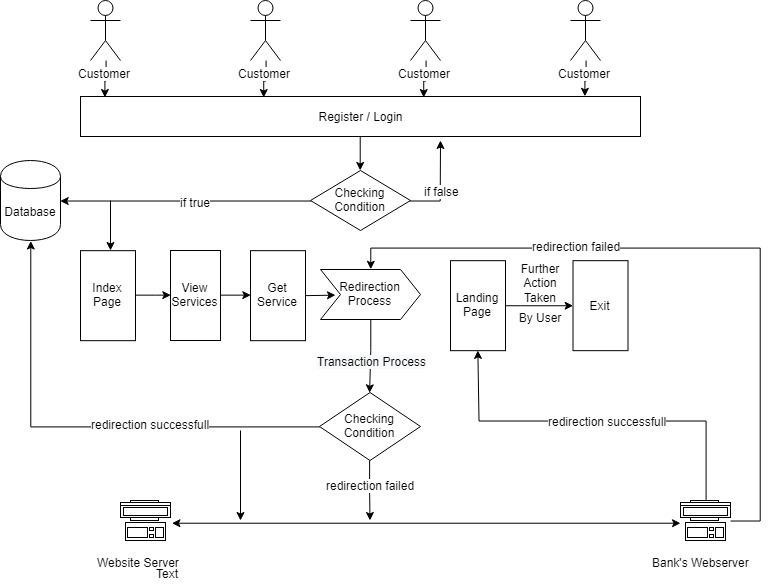 Customer
Customer
Customer
Customer
Register / Login
Checking
Condition
if true
if false
Database
Index
Page
View
Services
Get
Service
Redirection
Process
redirection failed
Landing
Page
Further
Action
Taken
By User
Exit
Transaction Process
Checking
Condition
redirection successfull
redirection successfull
redirection failed
Website Server
Text
Bank's Webserver